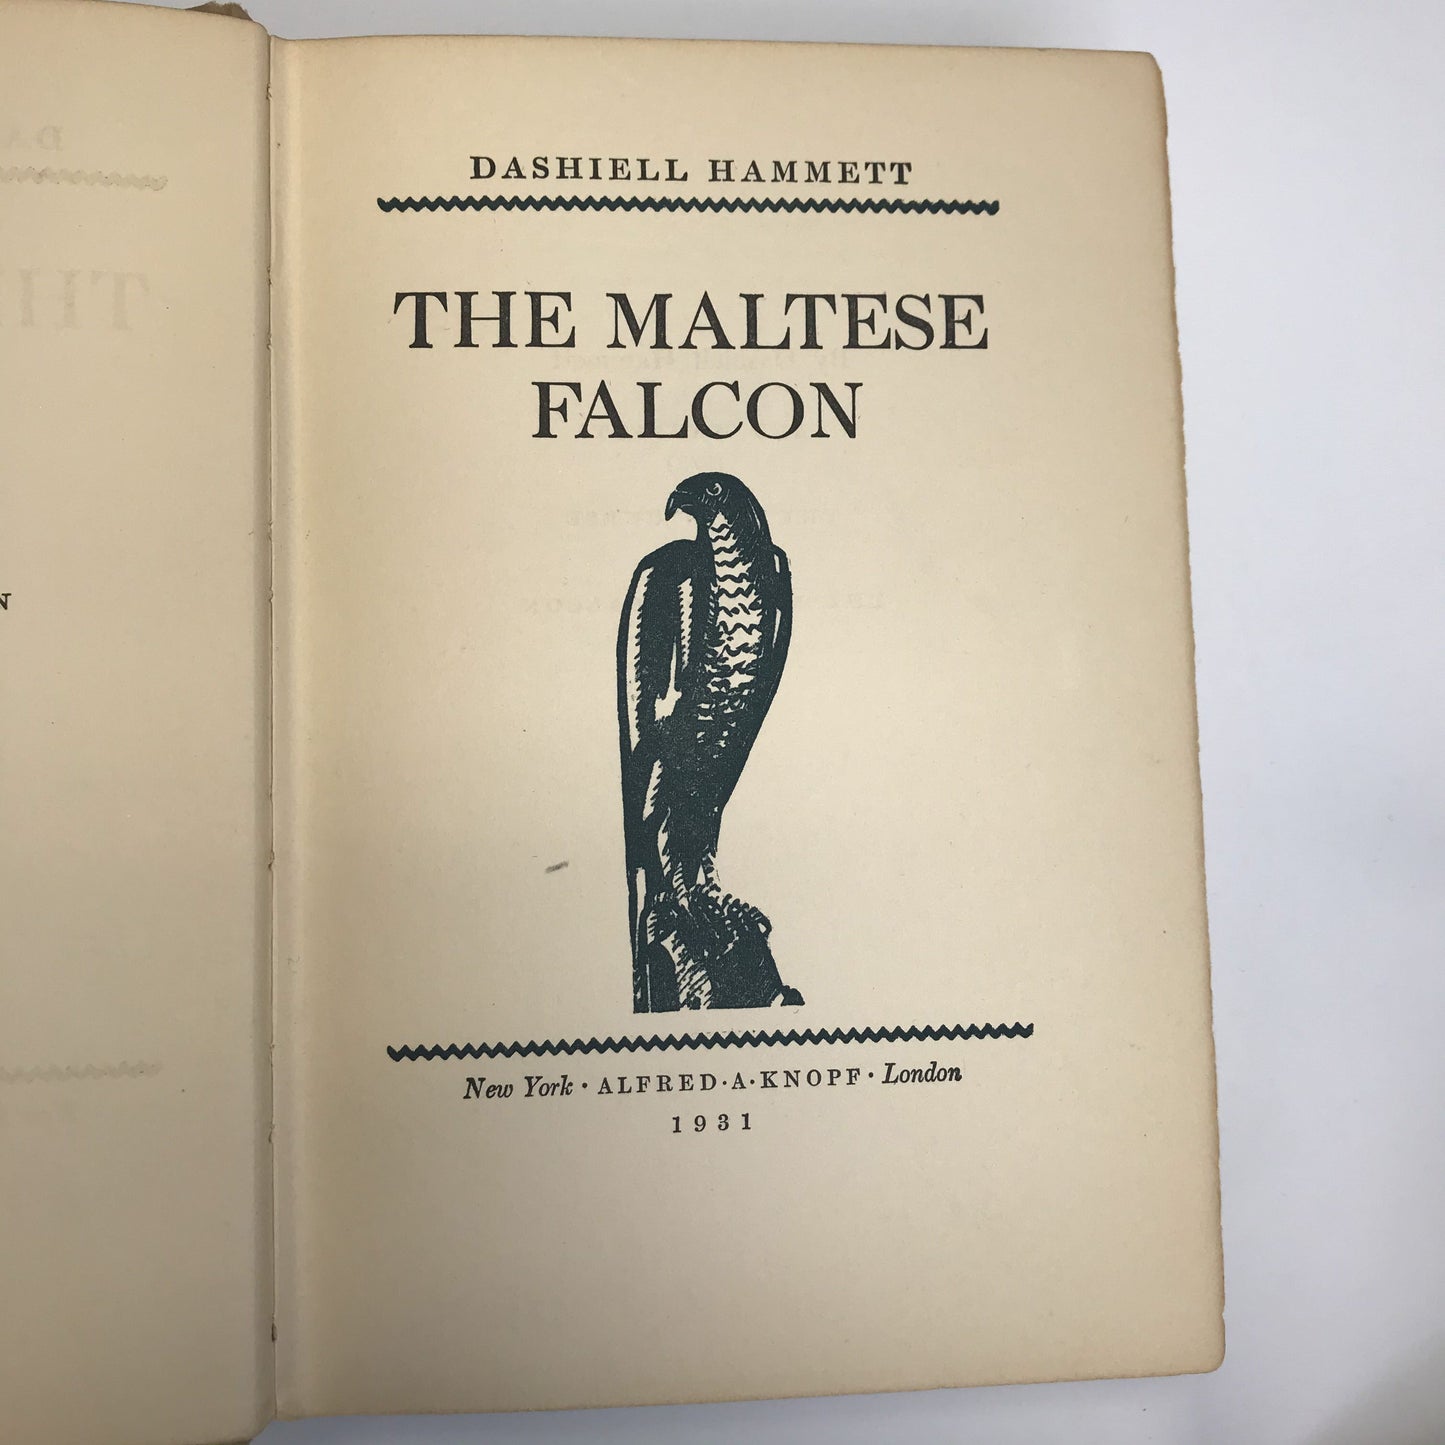 DASHIELL HAMMETT
THE MALTESE
FALCON
New York · ALFRED · A · KNOPF · London
1931